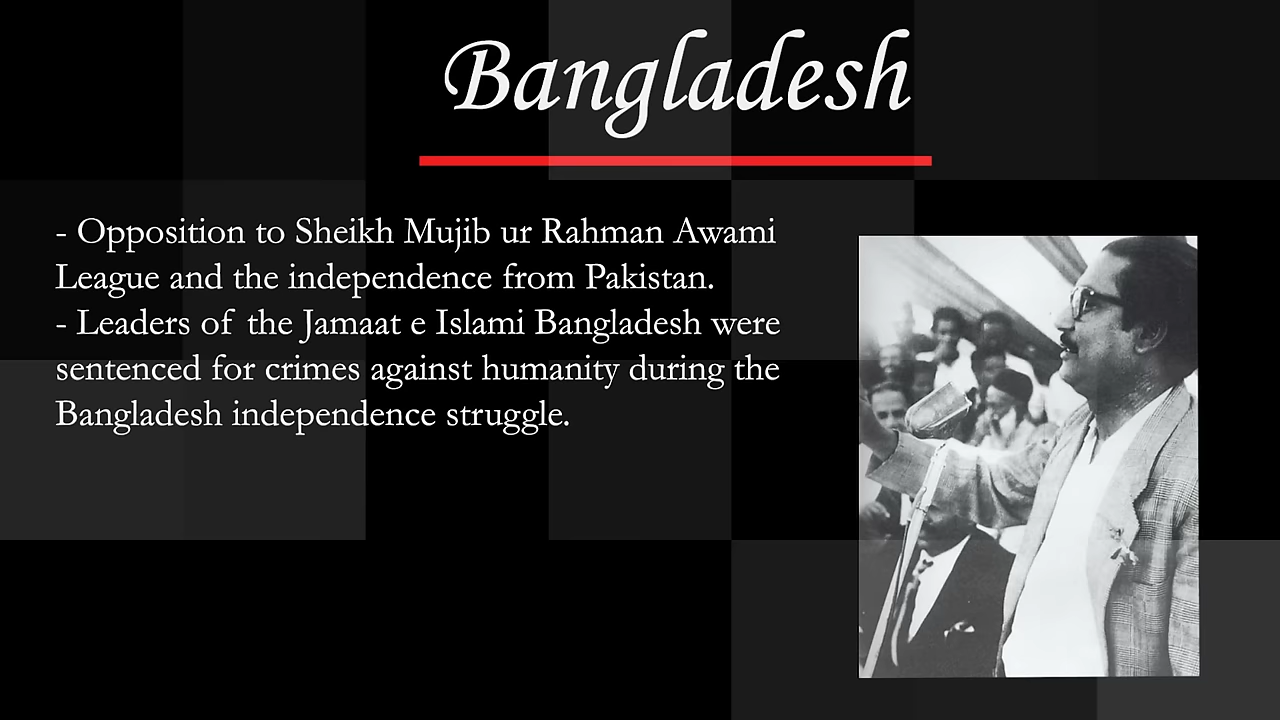 Bangladesh
- Opposition to Sheikh Mujib ur Rahman Awami
League and the independence from Pakistan.
- Leaders of the Jamaat e Islami Bangladesh were
sentenced for crimes against humanity during the
Bangladesh independence struggle.